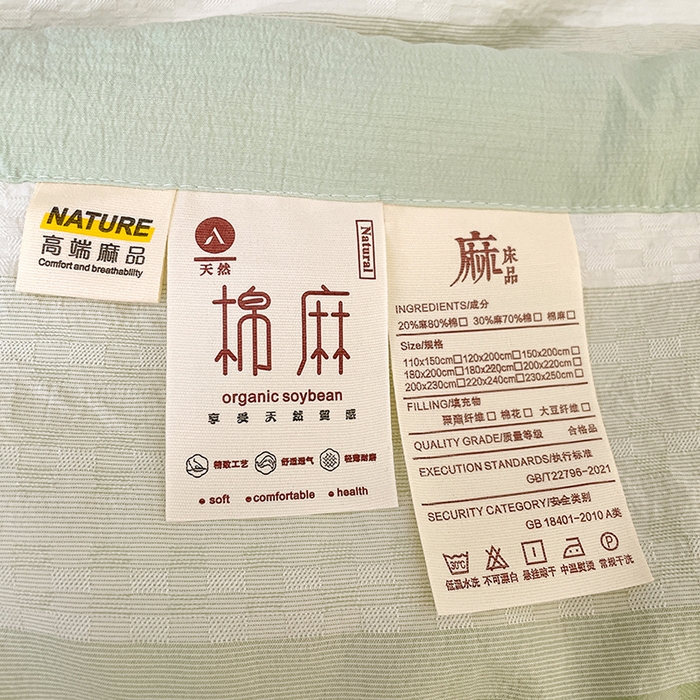 NATURE
高端麻品
Comfort and breathability
天然
Natural
棉麻
organic soybean
享受天然質感
精致工艺 舒适透气 轻薄耐磨
soft comfortable health
麻床品
INGREDIENTS/成分
20%麻80%棉□ 30%麻70%棉□ 棉麻□
Size/规格
110x150cm□120x200cm□150x200cm□
180x200cm□180x220cm□200x220cm□
200x230cm□220x240cm□230x250cm□
FILLING/填充物
聚酯纤维□ 棉花□ 大豆纤维□
QUALITY GRADE/质量等级 合格品
EXECUTION STANDARDS/执行标准
GB/T22796-2021
SECURITY CATEGORY/安全类别
GB 18401-2010 A类
30℃ P
低温水洗 不可漂白 悬挂晾干 中温熨烫 常规干洗